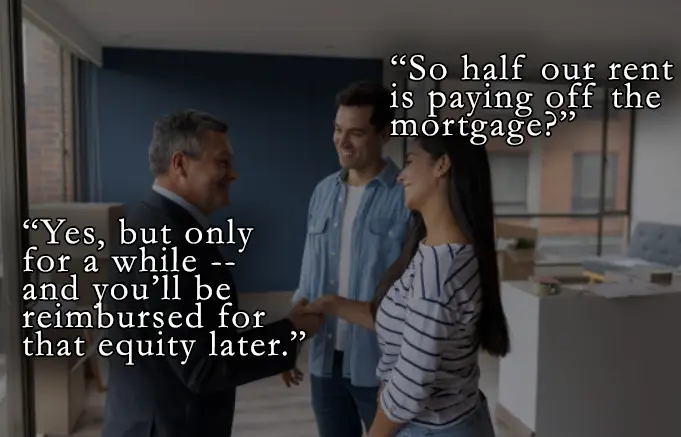 “So half our rent
is paying off the
mortgage?”
“Yes, but only
for a while --
and you’ll be
reimbursed for
that equity later.”